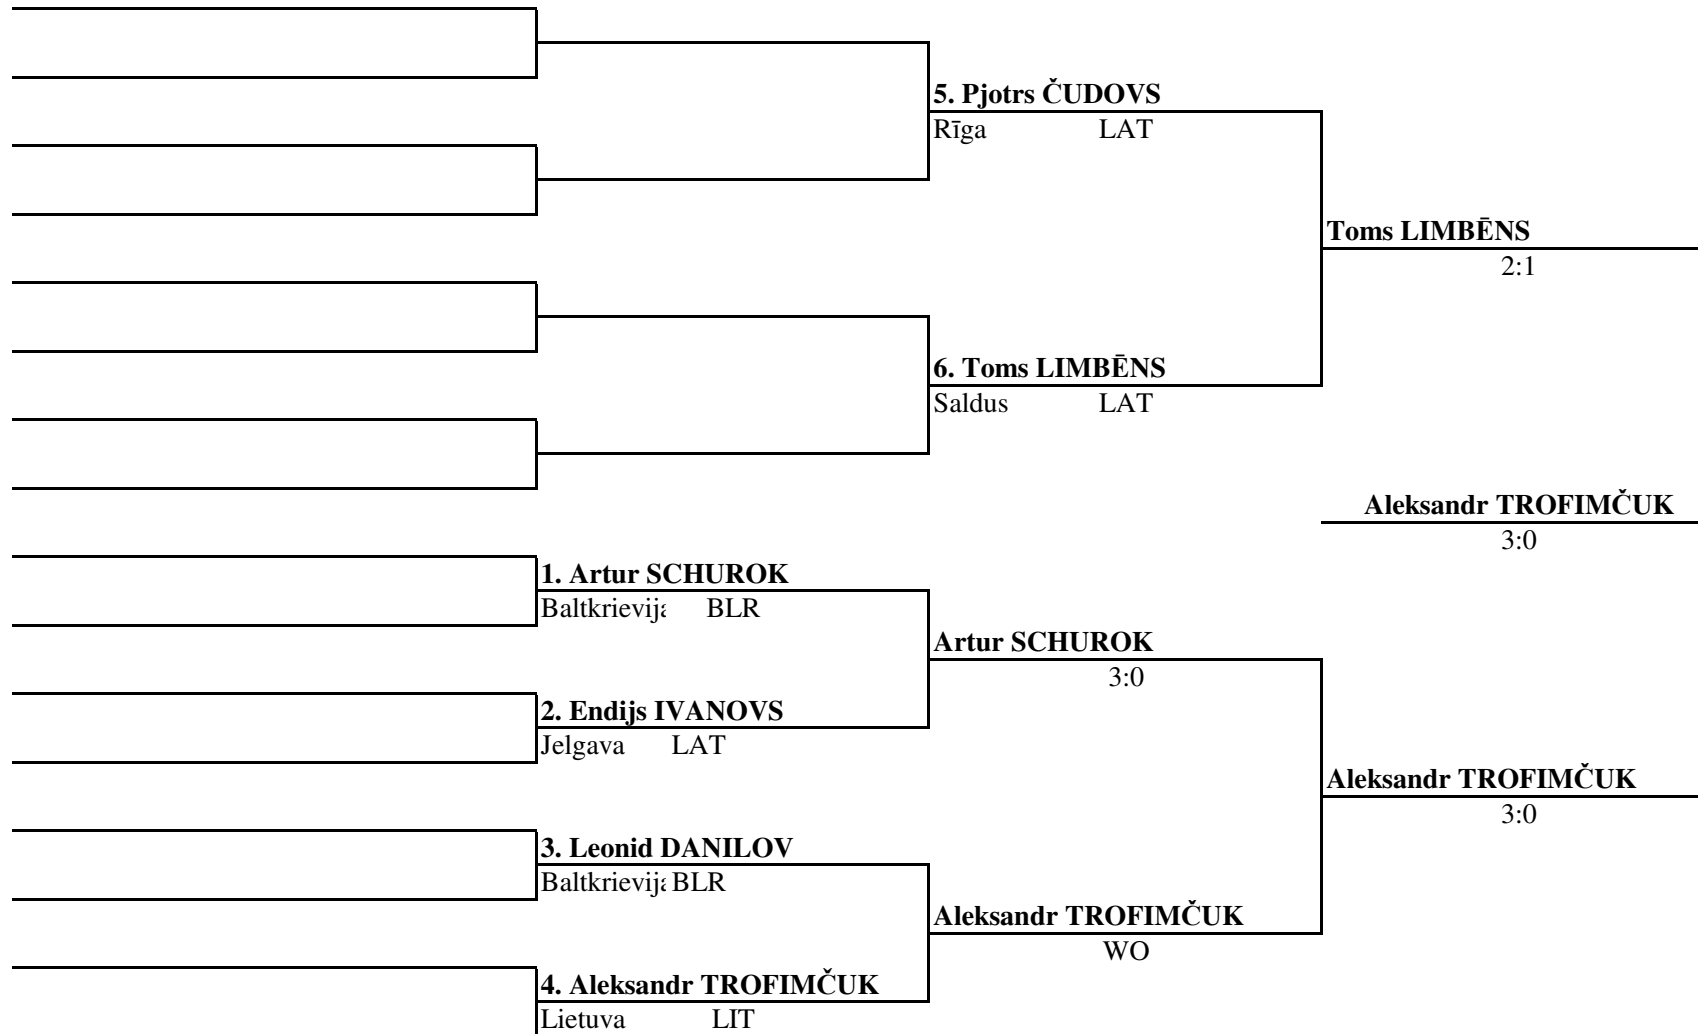 5. Pjotrs ČUDOVS
Rīga LAT
Toms LIMBĒNS
2:1
6. Toms LIMBĒNS
Saldus LAT
Aleksandr TROFIMČUK
3:0
1. Artur SCHUROK
Baltkrievija BLR
Artur SCHUROK
3:0
2. Endijs IVANOVS
Jelgava LAT
Aleksandr TROFIMČUK
3:0
3. Leonid DANILOV
Baltkrievija BLR
Aleksandr TROFIMČUK
WO
4. Aleksandr TROFIMČUK
Lietuva LIT